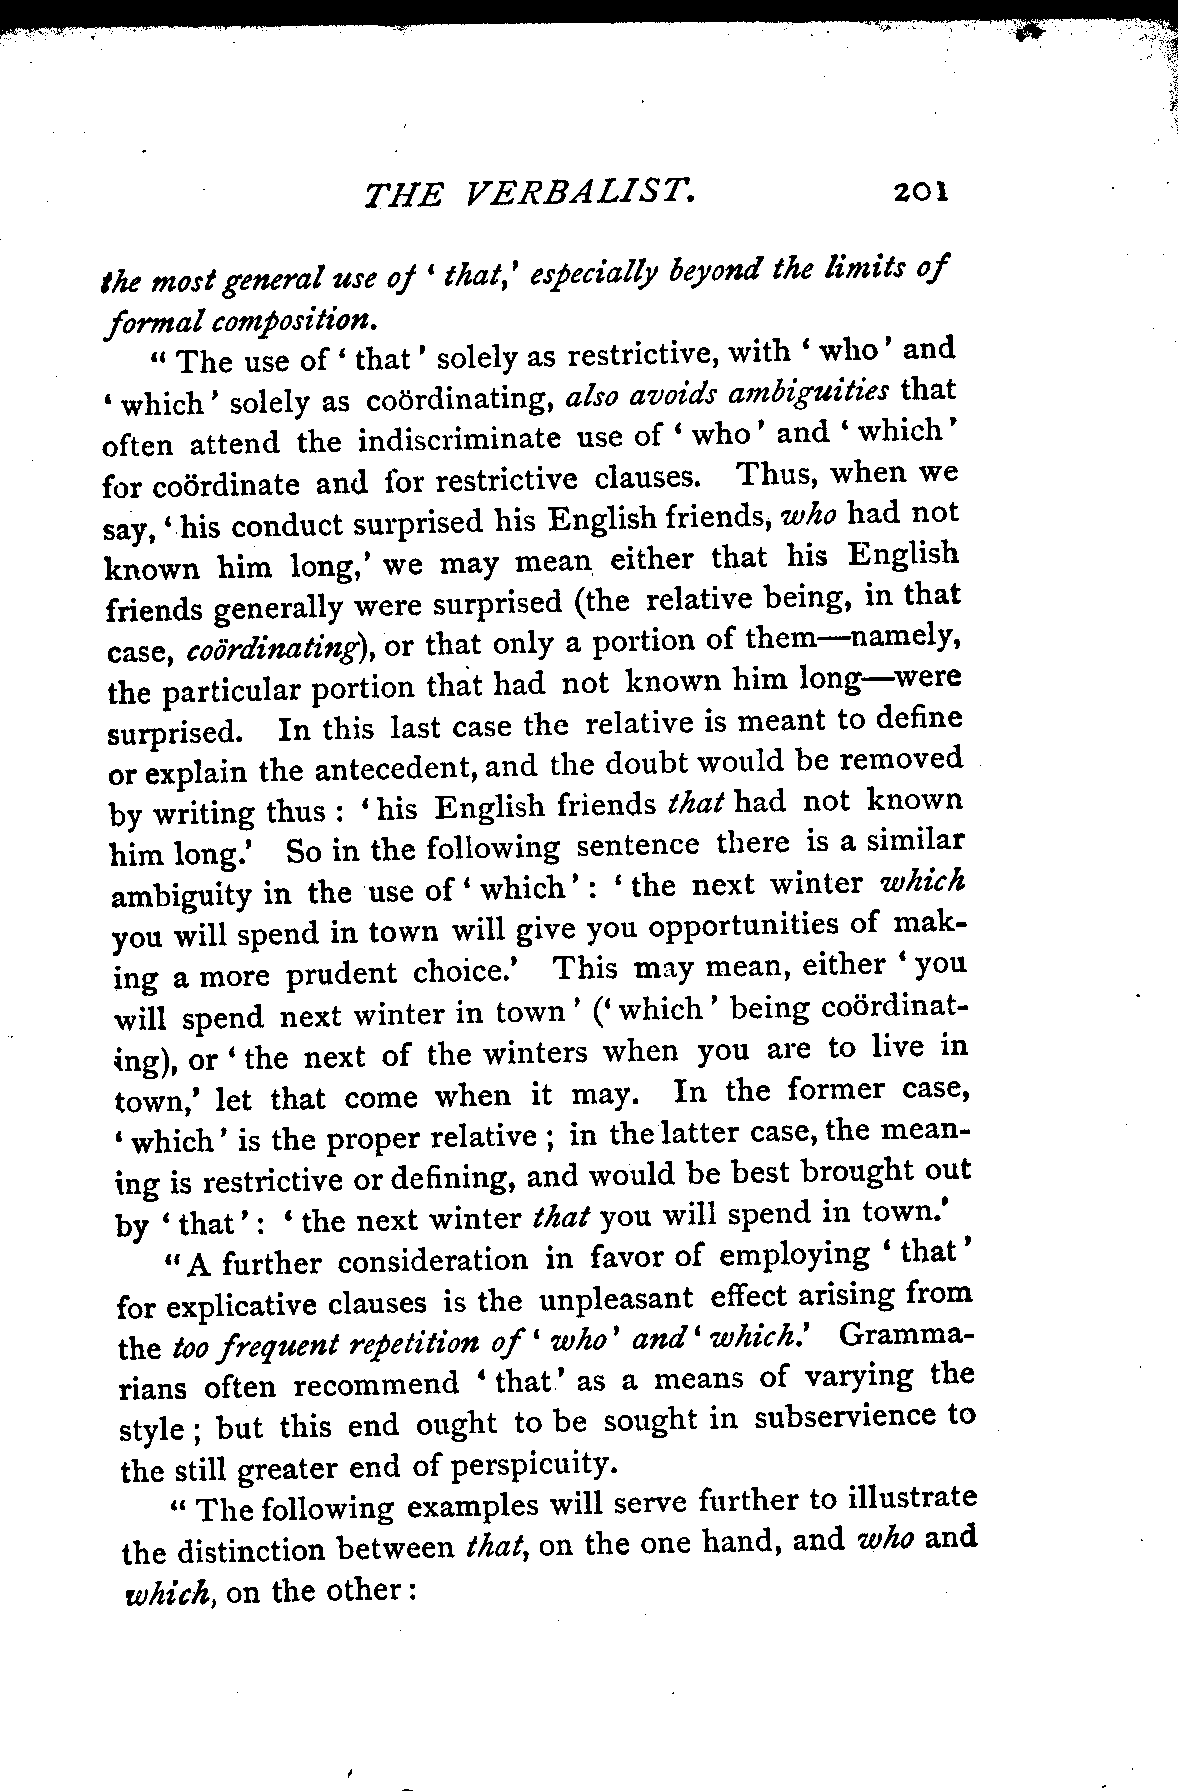 THE VERBALIST. 201
the most general use of ‘ that,’ especially beyond the limits of
formal composition.
“ The use of ‘ that ’ solely as restrictive, with ‘ who ’ and
‘ which ’ solely as coördinating, also avoids ambiguities that
often attend the indiscriminate use of ‘ who ’ and ‘ which ’
for coördinate and for restrictive clauses. Thus, when we
say, ‘ his conduct surprised his English friends, who had not
known him long,’ we may mean either that his English
friends generally were surprised (the relative being, in that
case, coördinating), or that only a portion of them—namely,
the particular portion that had not known him long—were
surprised. In this last case the relative is meant to define
or explain the antecedent, and the doubt would be removed
by writing thus : ‘ his English friends that had not known
him long.’ So in the following sentence there is a similar
ambiguity in the use of ‘ which ’ : ‘ the next winter which
you will spend in town will give you opportunities of mak-
ing a more prudent choice.’ This may mean, either ‘ you
will spend next winter in town ’ (‘ which ’ being coördinat-
ing), or ‘ the next of the winters when you are to live in
town,’ let that come when it may. In the former case,
‘ which ’ is the proper relative ; in the latter case, the mean-
ing is restrictive or defining, and would be best brought out
by ‘ that ’ : ‘ the next winter that you will spend in town.’
“ A further consideration in favor of employing ‘ that ’
for explicative clauses is the unpleasant effect arising from
the too frequent repetition of ‘ who ’ and ‘ which.’ Gramma-
rians often recommend ‘ that ’ as a means of varying the
style ; but this end ought to be sought in subservience to
the still greater end of perspicuity.
“ The following examples will serve further to illustrate
the distinction between that, on the one hand, and who and
which, on the other :